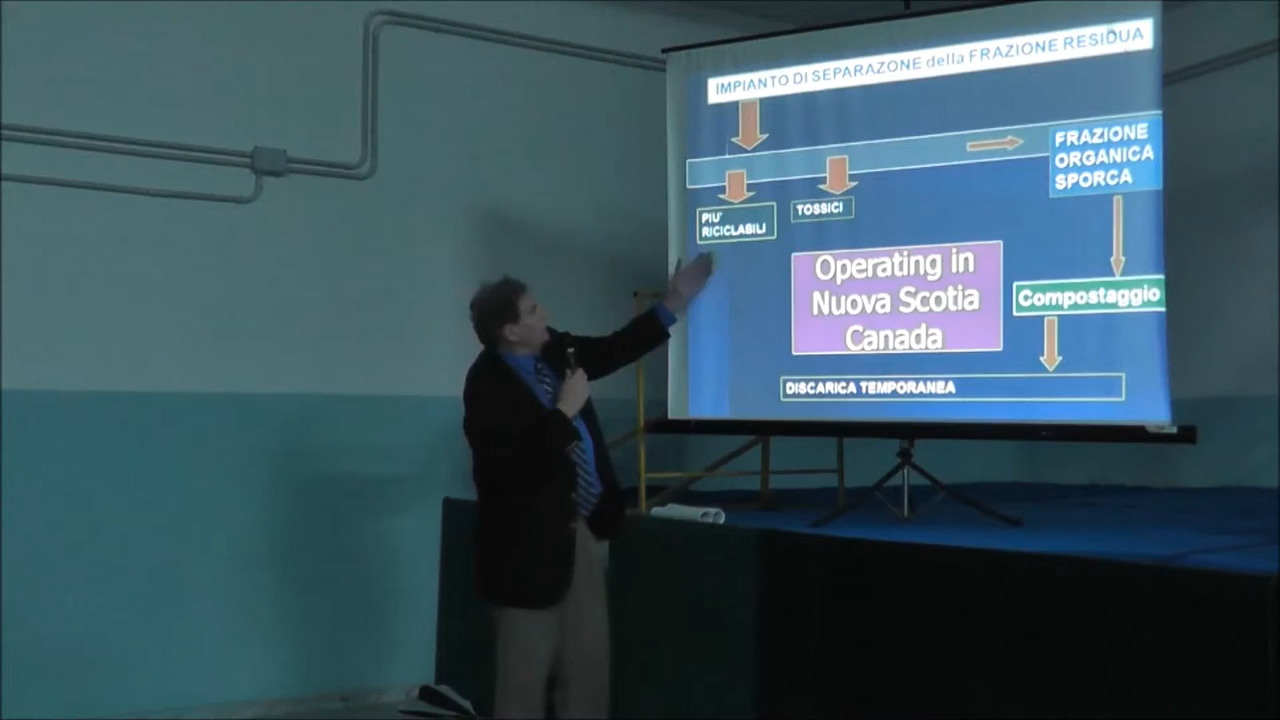 IMPIANTO DI SEPARAZONE della FRAZIONE RESIDUA
FRAZIONE
ORGANICA
SPORCA
PIU'
RICICLABILI
TOSSICI
Operating in
Nuova Scotia
Canada
Compostaggio
DISCARICA TEMPORANEA